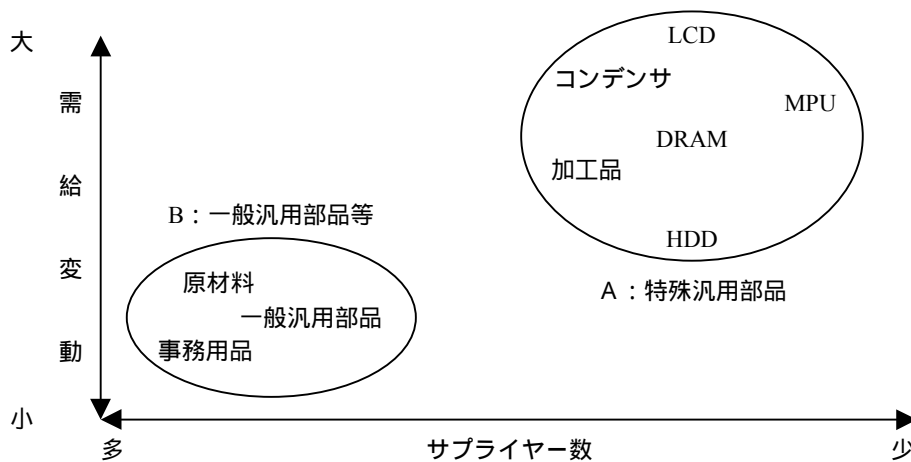 大
需
給
変
動
小
LCD
コンデンサ
MPU
DRAM
加工品
HDD
A：特殊汎用部品
B：一般汎用部品等
原材料
一般汎用部品
事務用品
多
サプライヤー数
少